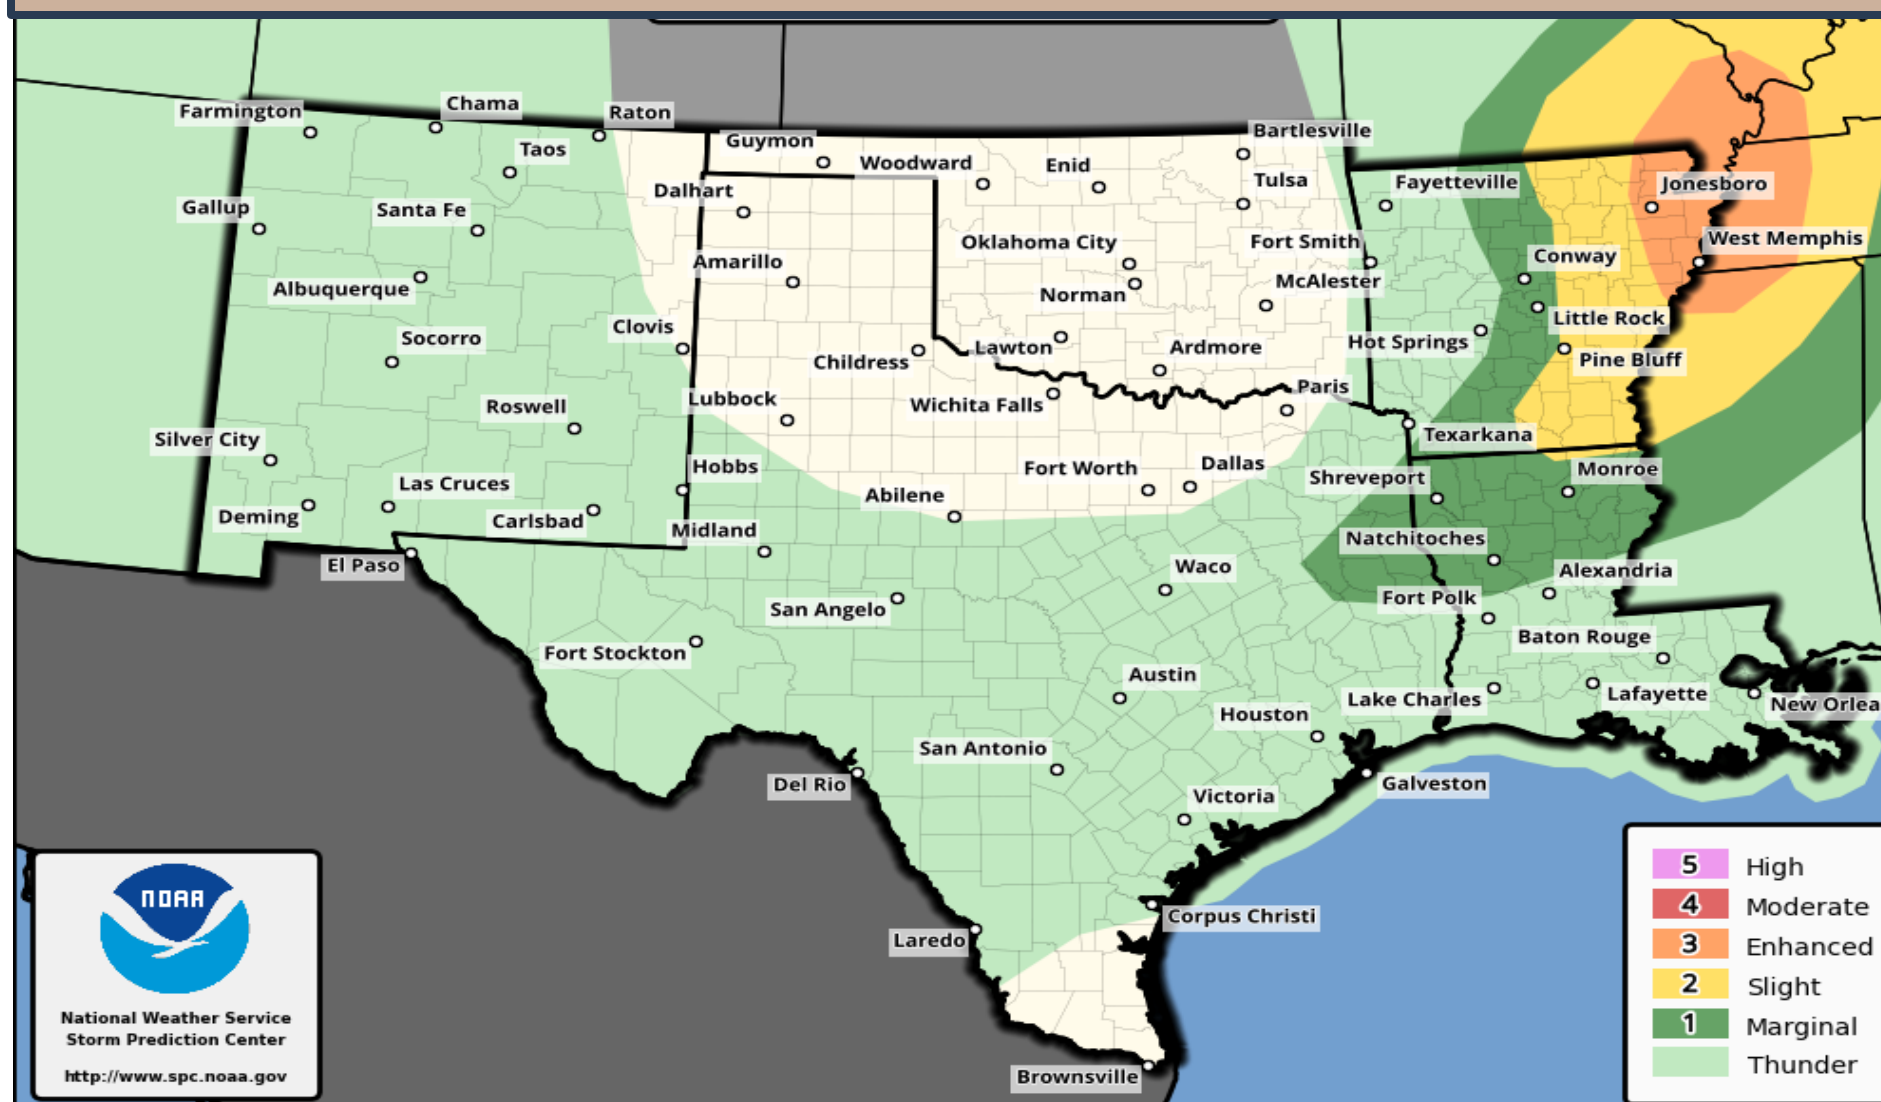 Farmington
Chama
Raton
Taos
Guymon
Woodward
Enid
Bartlesville
Tulsa
Dalhart
Fayetteville
Jonesboro
Gallup
Santa Fe
Oklahoma City
Fort Smith
West Memphis
Amarillo
Conway
Albuquerque
Norman
McAlester
Clovis
Socorro
Little Rock
Childress
Lawton
Ardmore
Hot Springs
Pine Bluff
Lubbock
Wichita Falls
Paris
Roswell
Silver City
Texarkana
Hobbs
Fort Worth
Dallas
Shreveport
Monroe
Las Cruces
Abilene
Deming
Carlsbad
Midland
Natchitoches
El Paso
Waco
Alexandria
San Angelo
Fort Polk
Fort Stockton
Baton Rouge
Austin
Lake Charles
Lafayette
New Orlea
Houston
San Antonio
Del Rio
Galveston
Victoria
Corpus Christi
Laredo
Brownsville
NOAA
National Weather Service
Storm Prediction Center
http://www.spc.noaa.gov
5 High
4 Moderate
3 Enhanced
2 Slight
1 Marginal
Thunder